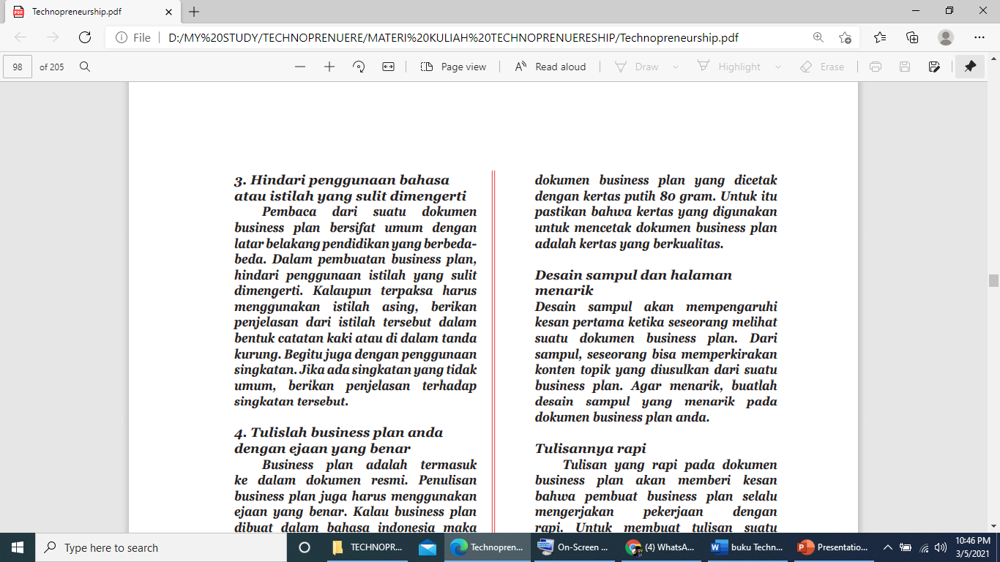 Technopreneurship.pdf
File
D:/MY%20STUDY/TECHNOPRENUERE/MATERI%20KULIAH%20TECHNOPRENUERESHIP/Technopreneurship.pdf
98 of 205
Page view
Read aloud
Draw
Highlight
Erase
3. Hindari penggunaan bahasa
atau istilah yang sulit dimengerti
Pembaca dari suatu dokumen
business plan bersifat umum dengan
latar belakang pendidikan yang berbeda-
beda. Dalam pembuatan business plan,
hindari penggunaan istilah yang sulit
dimengerti. Kalaupun terpaksa harus
menggunakan istilah asing, berikan
penjelasan dari istilah tersebut dalam
bentuk catatan kaki atau di dalam tanda
kurung. Begitu juga dengan penggunaan
singkatan. Jika ada singkatan yang tidak
umum, berikan penjelasan terhadap
singkatan tersebut.
4. Tulislah business plan anda
dengan ejaan yang benar
Business plan adalah termasuk
ke dalam dokumen resmi. Penulisan
business plan juga harus menggunakan
ejaan yang benar. Kalau business plan
dibuat dalam bahasa indonesia maka
dokumen business plan yang dicetak
dengan kertas putih 80 gram. Untuk itu
pastikan bahwa kertas yang digunakan
untuk mencetak dokumen business plan
adalah kertas yang berkualitas.
Desain sampul dan halaman
menarik
Desain sampul akan mempengaruhi
kesan pertama ketika seseorang melihat
suatu dokumen business plan. Dari
sampul, seseorang bisa memperkirakan
konten topik yang diusulkan dari suatu
business plan. Agar menarik, buatlah
desain sampul yang menarik pada
dokumen business plan anda.
Tulisannya rapi
Tulisan yang rapi pada dokumen
business plan akan memberi kesan
bahwa pembuat business plan selalu
mengerjakan pekerjaan dengan
rapi. Untuk membuat tulisan suatu
Type here to search
TECHNOPR...
Technopren...
On-Screen ...
(4) WhatsA...
buku Techn...
Presentatio...
10:46 PM
3/5/2021